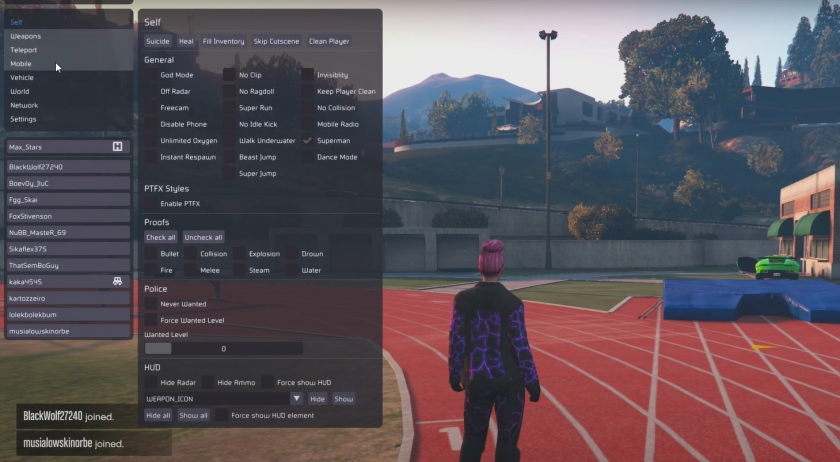 Self
Weapons
Teleport
Mobile
Vehicle
World
Network
Settings
Max_Stars H
BlackWolf27240
BoevOy_JIuC
Fgg_Skai
FoxStivenson
NuBB_MasteR_69
Sikaflex375
ThatSemBoGuy
kaka4545
kartozzeiro
lolekbolekbum
musialowskinorbe
Self
Suicide Heal Fill Inventory Skip Cutscene Clean Player
General
God Mode No Clip Invisiblity
Off Radar No Ragdoll Keep Player Clean
Freecam Super Run No Collision
Disable Phone No Idle Kick Mobile Radio
Unlimited Oxygen Walk Underwater Superman
Instant Respawn Beast Jump Dance Mode
Super Jump
PTFX Styles
Enable PTFX
Proofs
Check all Uncheck all
Bullet Collision Explosion Drown
Fire Melee Steam Water
Police
Never Wanted
Force Wanted Level
Wanted Level
0
HUD
Hide Radar Hide Ammo Force show HUD
WEAPON_ICON Hide Show
Hide all Show all Force show HUD element
BlackWolf27240 joined.
musialowskinorbe joined.